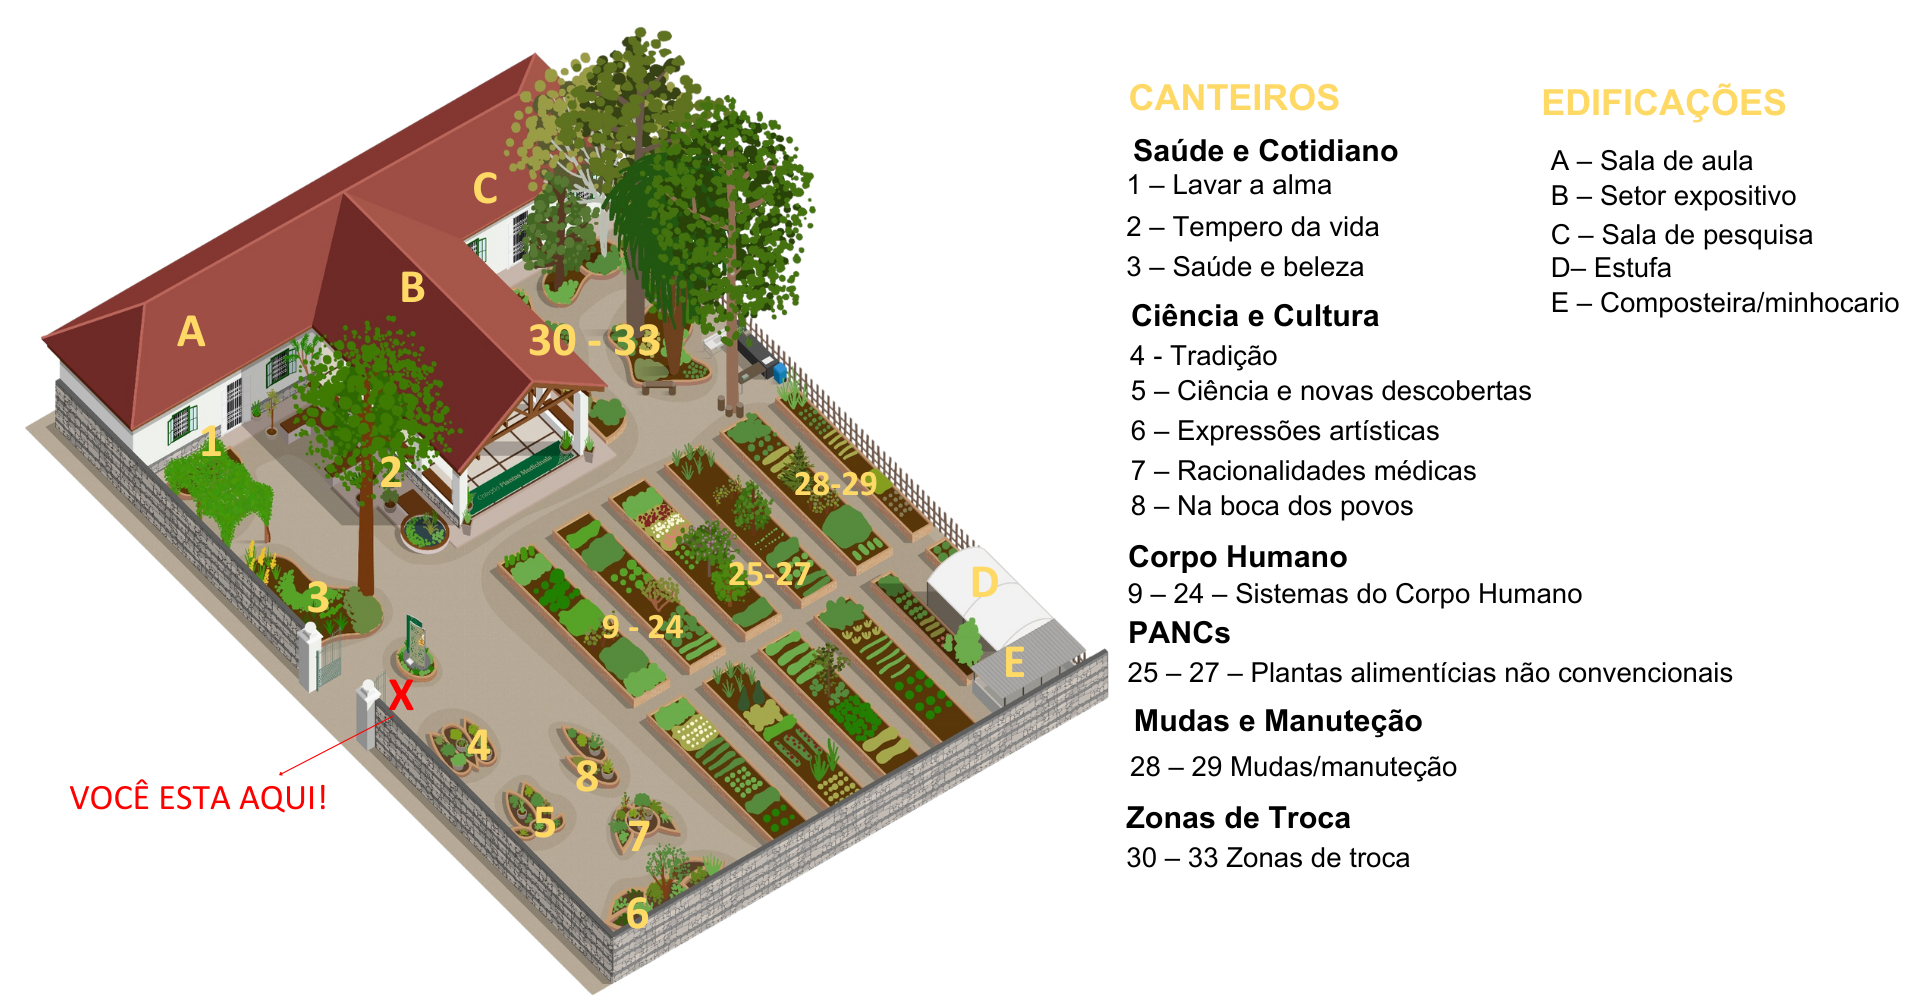 CANTEIROS
Saúde e Cotidiano
1 – Lavar a alma
2 – Tempero da vida
3 – Saúde e beleza
Ciência e Cultura
4 - Tradição
5 – Ciência e novas descobertas
6 – Expressões artísticas
7 – Racionalidades médicas
8 – Na boca dos povos
Corpo Humano
9 – 24 – Sistemas do Corpo Humano
PANCs
25 – 27 – Plantas alimentícias não convencionais
Mudas e Manuteção
28 – 29 Mudas/manuteção
Zonas de Troca
30 – 33 Zonas de troca
EDIFICAÇÕES
A – Sala de aula
B – Setor expositivo
C – Sala de pesquisa
D– Estufa
E – Composteira/minhocario
C
B
A
30 - 33
1
2
28-29
25-27
D
3
9 - 24
E
X
4
8
5
7
6
VOCÊ ESTA AQUI!
Coleção Plantas Medicinais